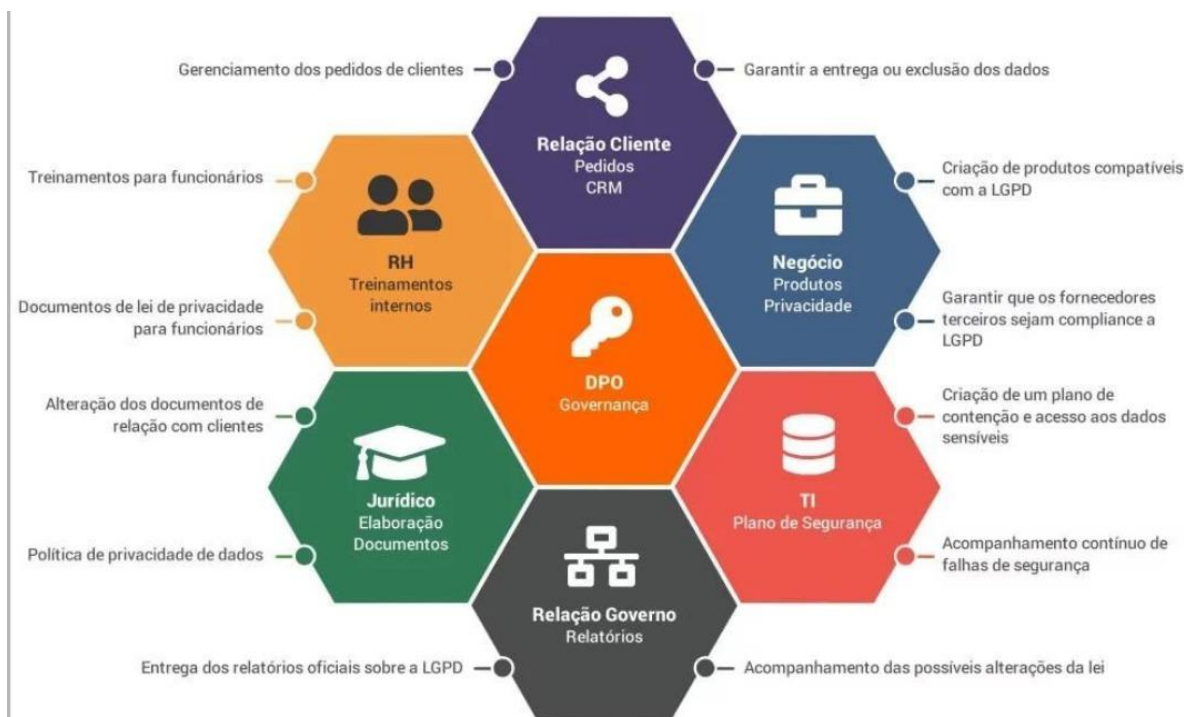 Gerenciamento dos pedidos de clientes
Garantir a entrega ou exclusão dos dados
Relação Cliente
Pedidos
CRM
Treinamentos para funcionários
Criação de produtos compatíveis
com a LGPD
RH
Treinamentos
internos
Negócio
Produtos
Privacidade
Documentos de lei de privacidade
para funcionários
Garantir que os fornecedores
terceiros sejam compliance a
LGPD
DPO
Governança
Alteração dos documentos de
relação com clientes
Criação de um plano de
contenção e acesso aos dados
sensíveis
Jurídico
Elaboração
Documentos
TI
Plano de Segurança
Política de privacidade de dados
Acompanhamento contínuo de
falhas de segurança
Relação Governo
Relatórios
Entrega dos relatórios oficiais sobre a LGPD
Acompanhamento das possíveis alterações da lei